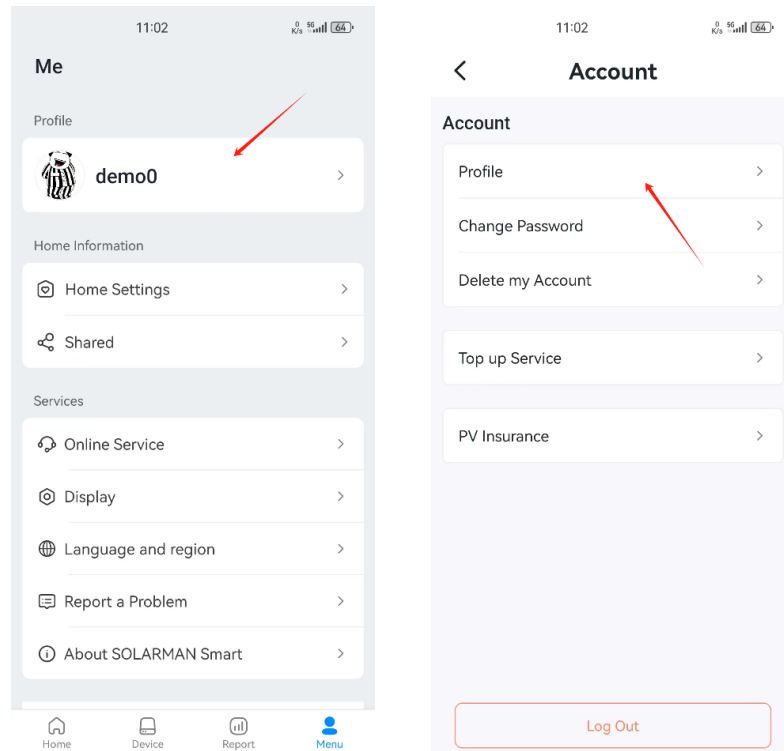 11:02
0 K/s 5G 64
Me
Profile
demo0
Home Information
Home Settings
Shared
Services
Online Service
Display
Language and region
Report a Problem
About SOLARMAN Smart
Home Device Report Menu
11:02
0 K/s 5G 64
Account
Account
Profile
Change Password
Delete my Account
Top up Service
PV Insurance
Log Out